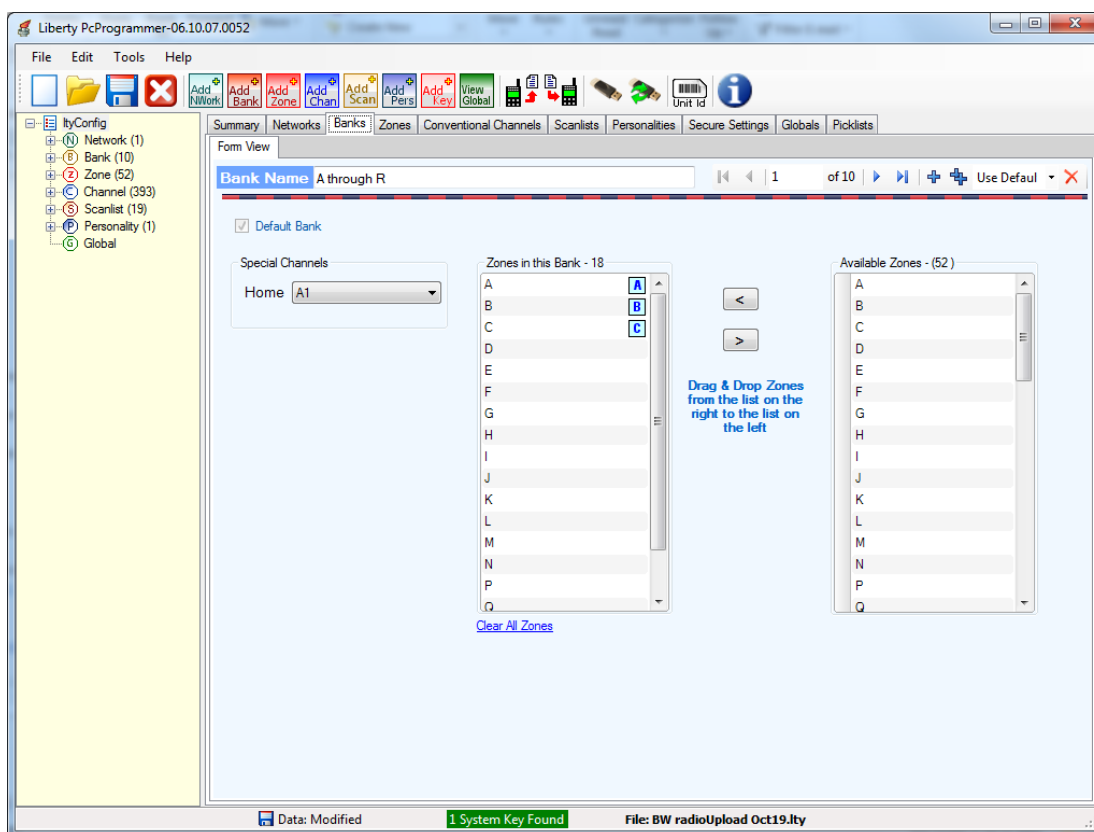 Liberty PcProgrammer-06.10.07.0052
File Edit Tools Help
Add NWork Add Bank Add Zone Add Chan Add Scan Add Pers Add Key View Global Unit Id
ltyConfig
N Network (1)
B Bank (10)
Z Zone (52)
C Channel (393)
S Scanlist (19)
P Personality (1)
G Global
Summary Networks Banks Zones Conventional Channels Scanlists Personalities Secure Settings Globals Picklists
Form View
Bank Name A through R 1 of 10 Use Defaul
Default Bank
Special Channels
Home A1
Zones in this Bank - 18
A A
B B
C C
D
E
F
G
H
I
J
K
L
M
N
P
Q
Clear All Zones
<
>
Drag & Drop Zones
from the list on the
right to the list on
the left
Available Zones - (52 )
A
B
C
D
E
F
G
H
I
J
K
L
M
N
P
Q
Data: Modified 1 System Key Found File: BW radioUpload Oct19.lty